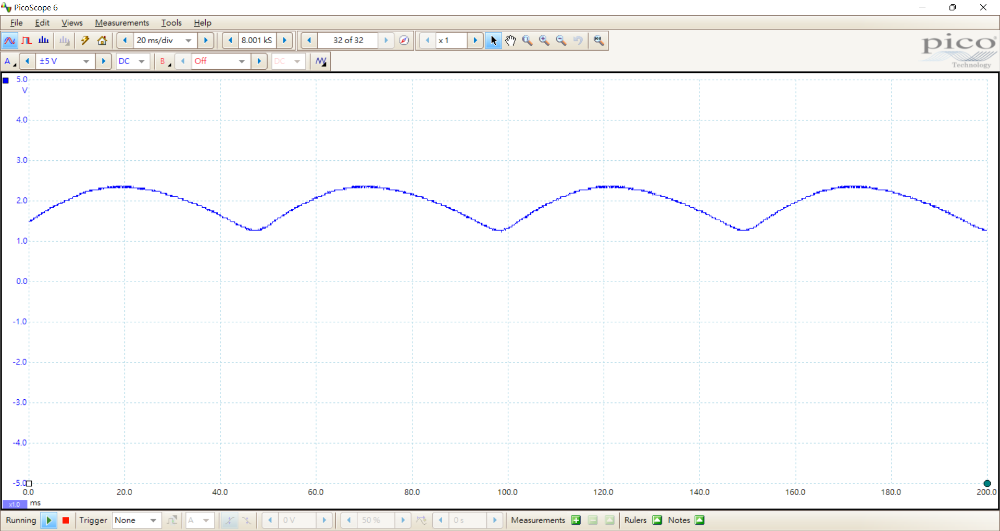 PicoScope 6
File Edit Views Measurements Tools Help
20 ms/div 8.001 kS 32 of 32 x 1
pico
Technology
A ±5 V DC B Off DC
5.0
V
4.0
3.0
2.0
1.0
0.0
-1.0
-2.0
-3.0
-4.0
-5.0
0.0 20.0 40.0 60.0 80.0 100.0 120.0 140.0 160.0 180.0 200.0
x1.0 ms
Running Trigger None A 0 V 50 % 0 s Measurements Rulers Notes